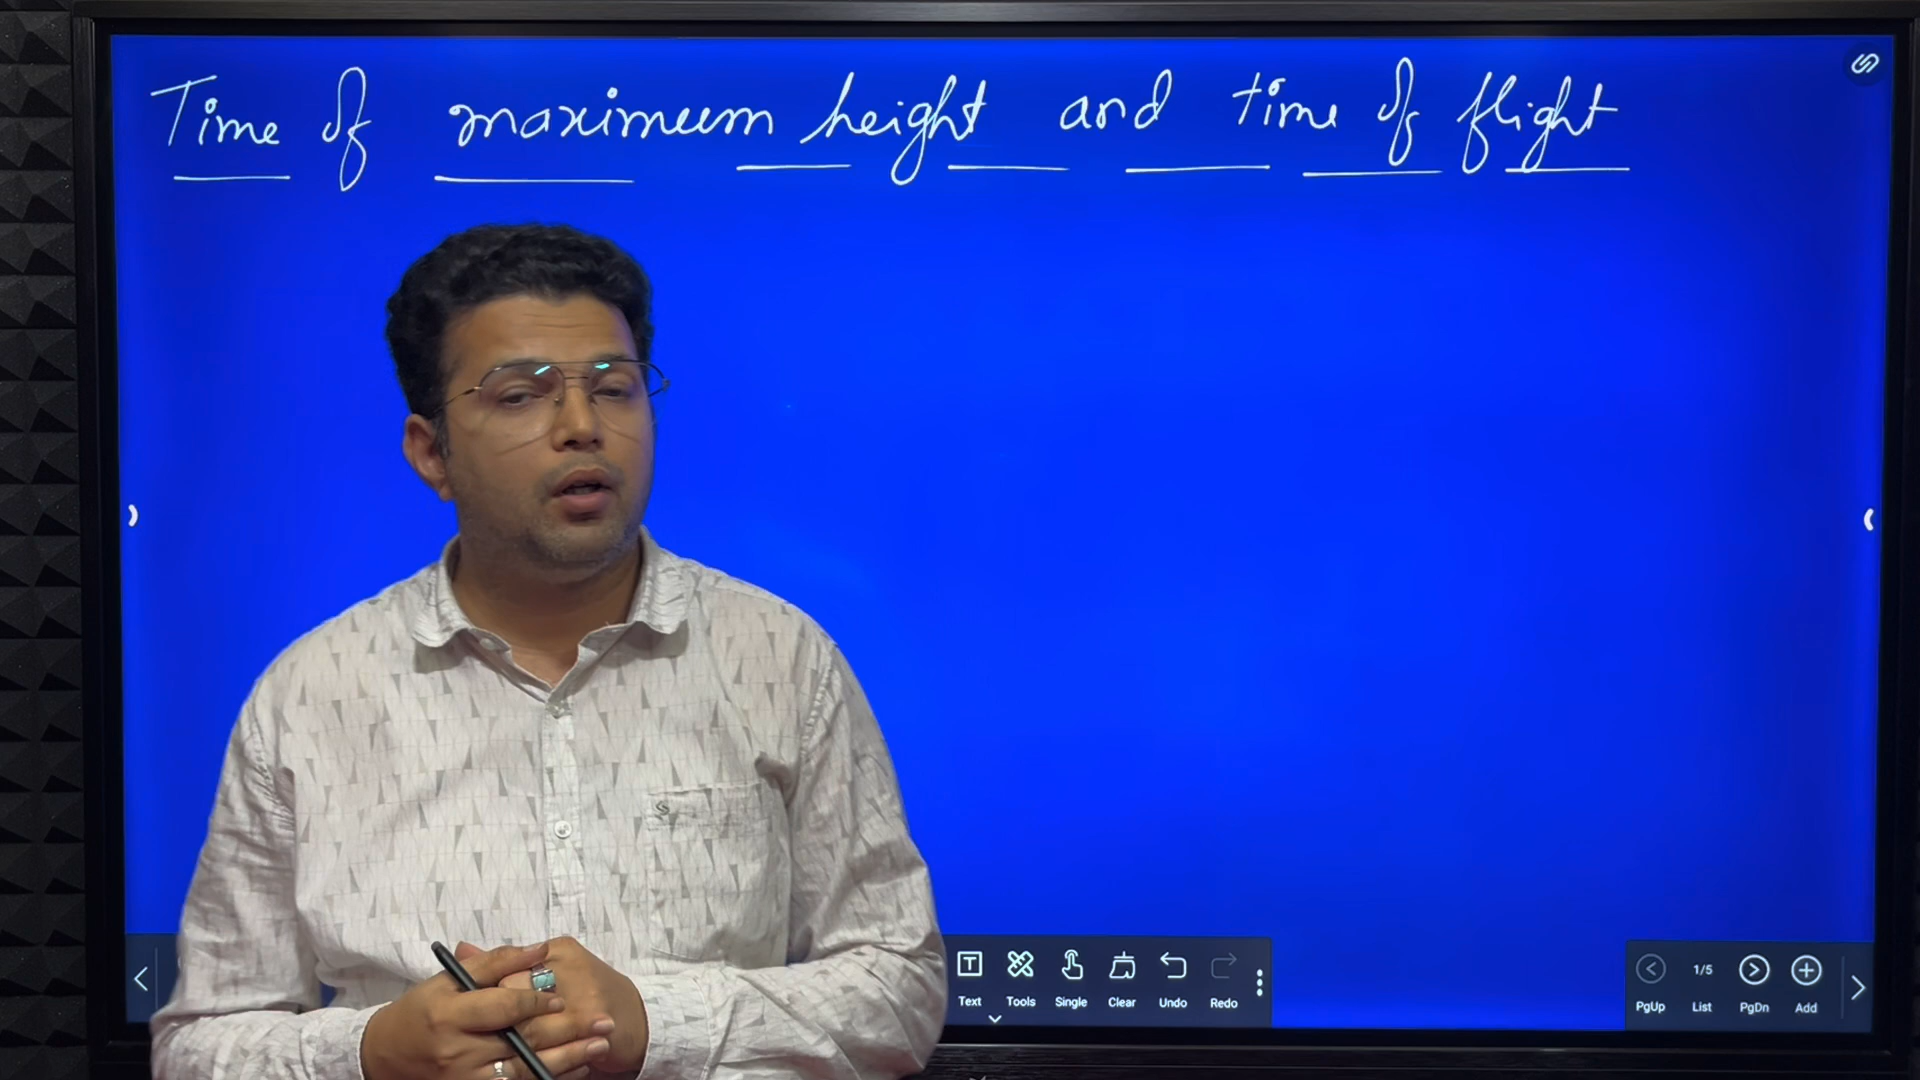 Time of maximum height and time of flight
Text Tools Single Clear Undo Redo
1/5
PgUp List PgDn Add